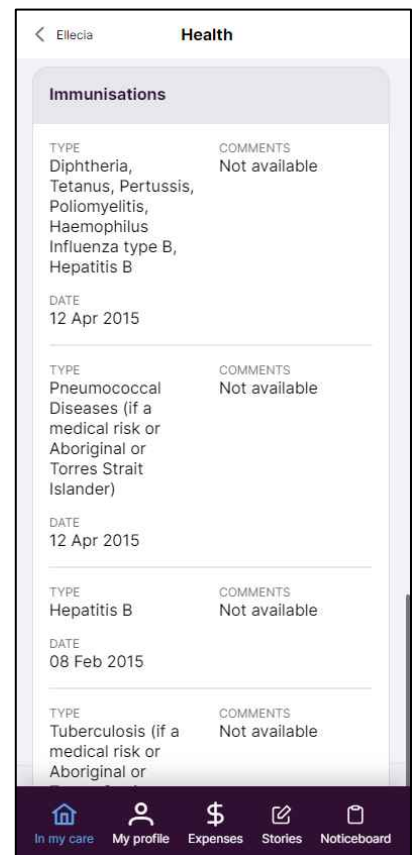 Ellecia
Health
Immunisations
TYPE
Diphtheria,
Tetanus, Pertussis,
Poliomyelitis,
Haemophilus
Influenza type B,
Hepatitis B
COMMENTS
Not available
DATE
12 Apr 2015
TYPE
Pneumococcal
Diseases (if a
medical risk or
Aboriginal or
Torres Strait
Islander)
COMMENTS
Not available
DATE
12 Apr 2015
TYPE
Hepatitis B
COMMENTS
Not available
DATE
08 Feb 2015
TYPE
Tuberculosis (if a
medical risk or
Aboriginal or
COMMENTS
Not available
In my care
My profile
Expenses
Stories
Noticeboard